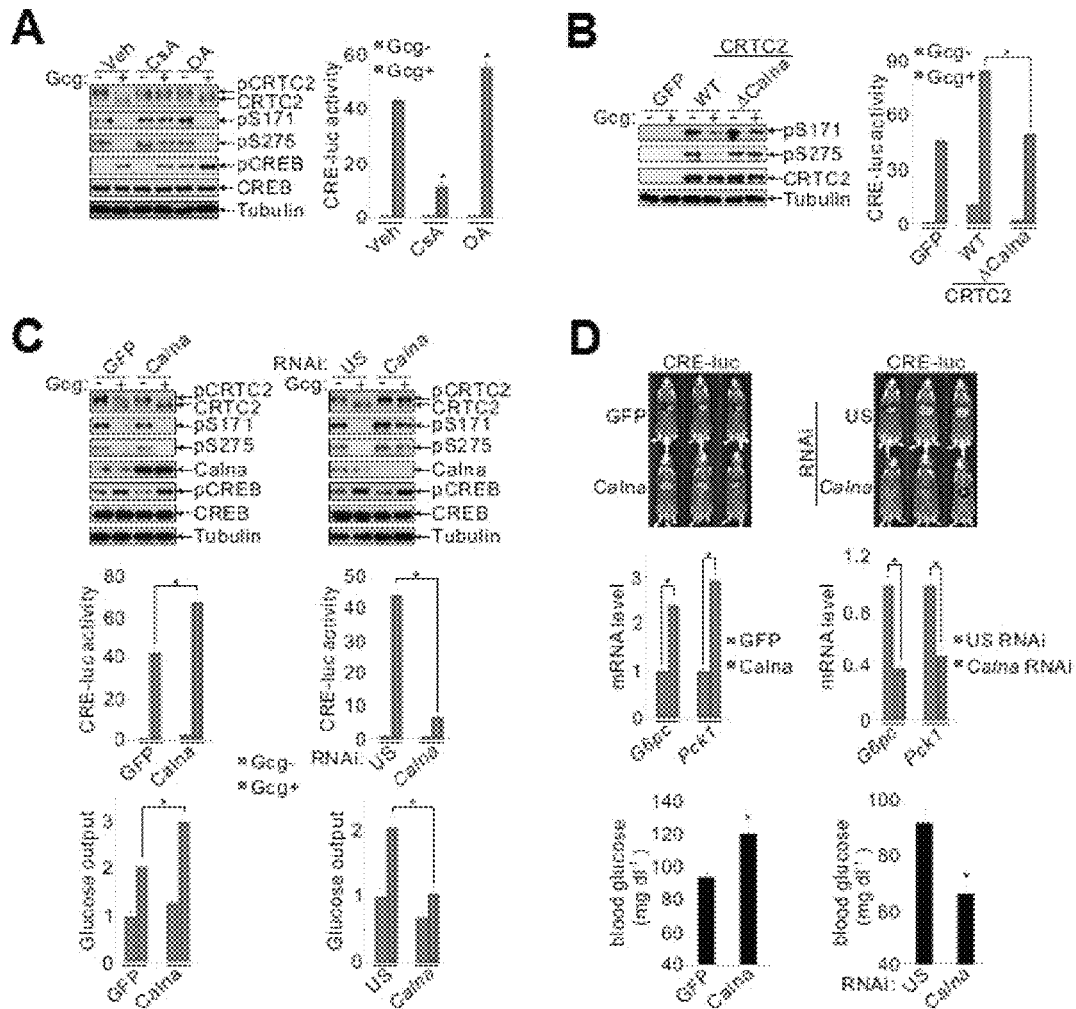 A
Veh CsA OA
Gcg: - + - + - +
pCRTC2
CRTC2
pS171
pS275
pCREB
CREB
Tubulin
CRE-luc activity
60
40
20
0
Gcg-
Gcg+
*
*
Veh
CsA
OA
B
CRTC2
GFP WT ΔCalna
Gcg: - + - + - +
pS171
pS275
CRTC2
Tubulin
CRE-luc activity
90
60
30
0
Gcg-
Gcg+
*
GFP
WT
ΔCalna
CRTC2
C
GFP Calna
Gcg: - + - +
pCRTC2
CRTC2
pS171
pS275
Calna
pCREB
CREB
Tubulin
RNAi: US Calna
Gcg: - + - +
pCRTC2
CRTC2
pS171
pS275
Calna
pCREB
CREB
Tubulin
CRE-luc activity
80
60
40
20
0
*
GFP
Calna
CRE-luc activity
50
40
30
20
10
0
*
RNAi: US Calna
Gcg-
Gcg+
Glucose output
3
2
1
0
*
GFP
Calna
Glucose output
2
1
0
*
US
Calna
D
CRE-luc
GFP
Calna
CRE-luc
RNAi
US
Calna
mRNA level
3
2
1
0
*
*
G6pc
Pck1
GFP
Calna
mRNA level
1.2
0.8
0.4
0
*
*
G6pc
Pck1
US RNAi
Calna RNAi
blood glucose
(mg dl⁻¹)
140
120
100
80
60
40
*
GFP
Calna
blood glucose
(mg dl⁻¹)
100
80
60
40
*
RNAi: US Calna